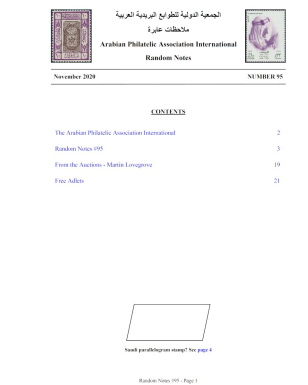 الجمعية الدولية للطوابع البريدية العربية
ملاحظات عابرة
Arabian Philatelic Association International
Random Notes
November 2020 NUMBER 95
CONTENTS
The Arabian Philatelic Association International 2
Random Notes #95 3
From the Auctions - Martin Lovegrove 19
Free Adlets 21
Saudi parallelogram stamp? See page 4
Random Notes #95 - Page 1